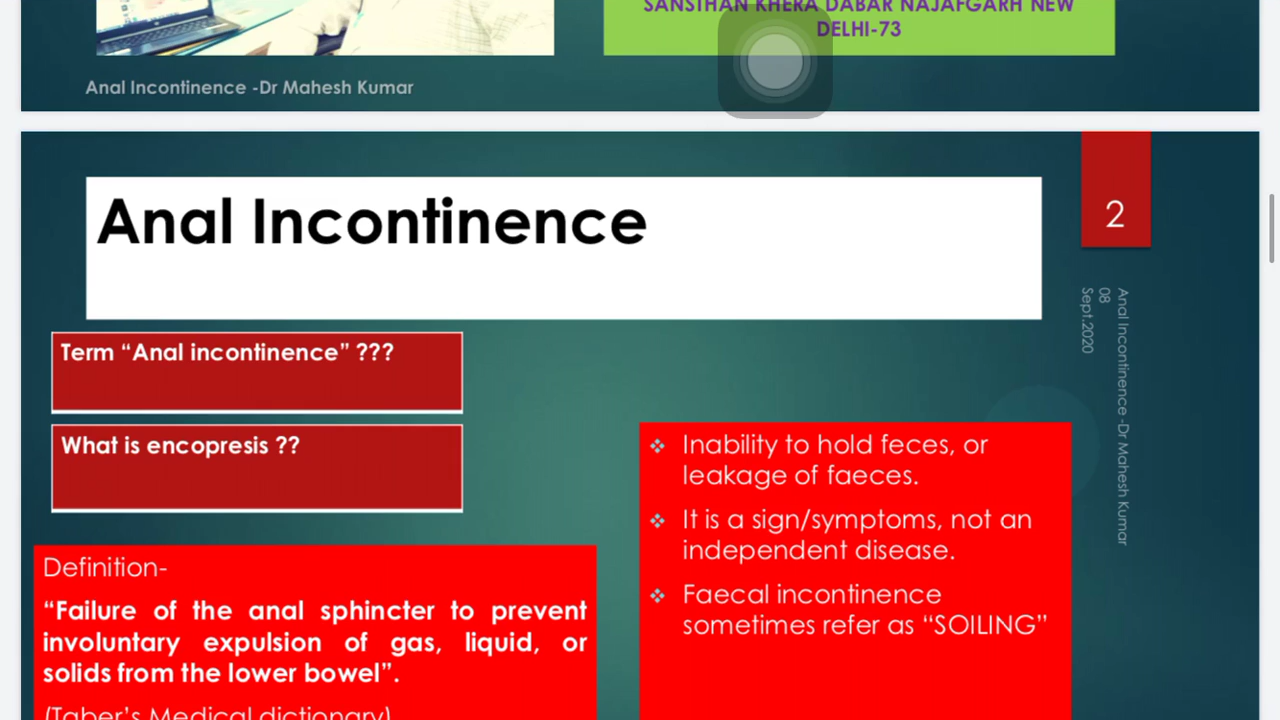 SANSTHAN KHERA DABAR NAJAFGARH NEW
DELHI-73
Anal Incontinence -Dr Mahesh Kumar
Anal Incontinence
2
Anal Incontinence -Dr Mahesh Kumar
08
Sept.2020
Term “Anal incontinence” ???
What is encopresis ??
Definition-
“Failure of the anal sphincter to prevent
involuntary expulsion of gas, liquid, or
solids from the lower bowel”.
(Taber’s Medical dictionary)
Inability to hold feces, or
leakage of faeces.
It is a sign/symptoms, not an
independent disease.
Faecal incontinence
sometimes refer as “SOILING”